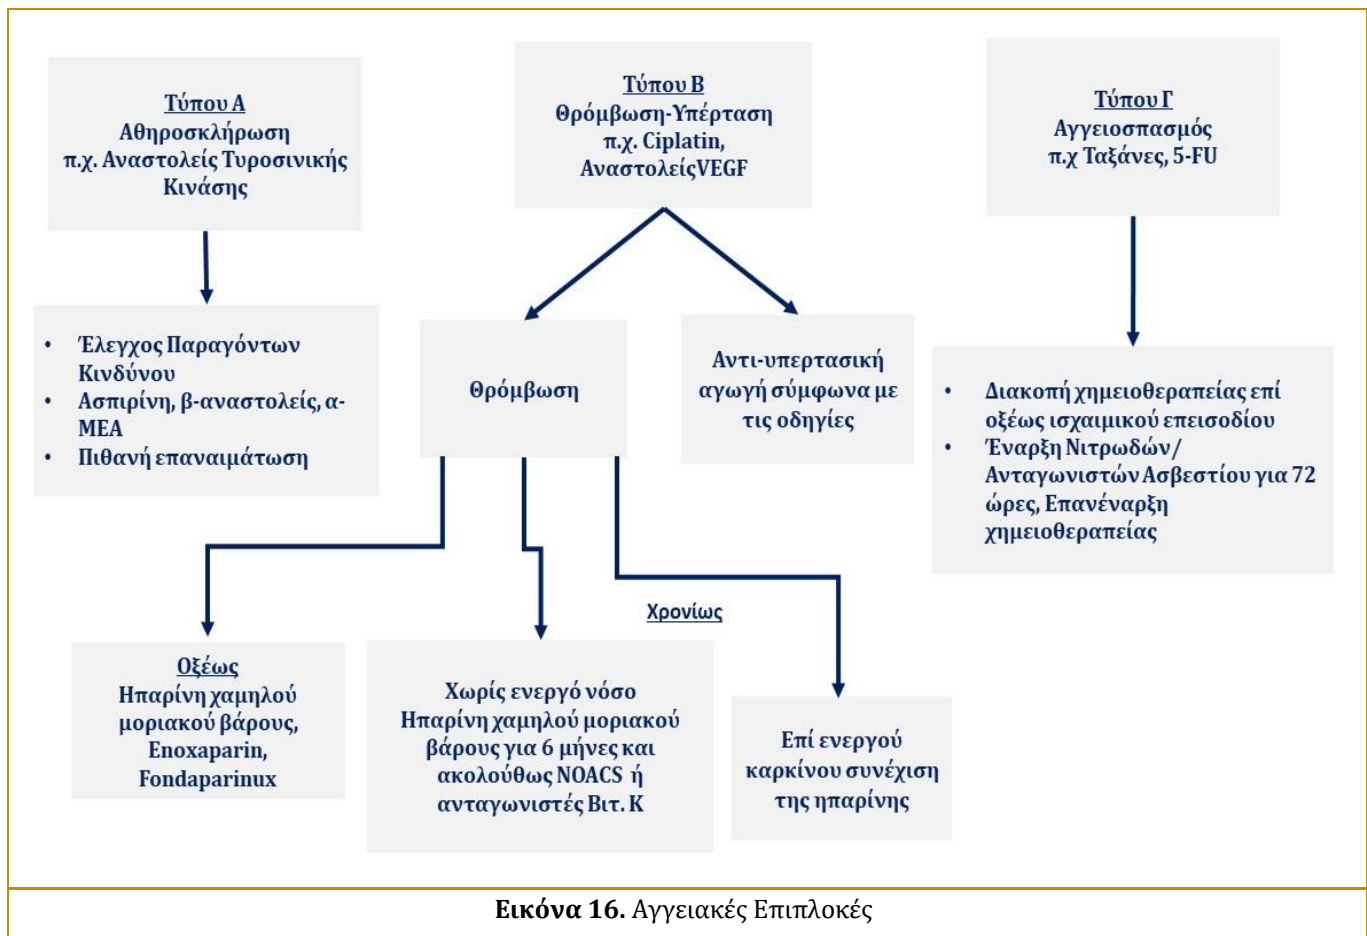 Τύπου Α
Αθηροσκλήρωση
π.χ. Αναστολείς Τυροσινικής
Κινάσης
Τύπου Β
Θρόμβωση-Υπέρταση
π.χ. Ciplatin,
ΑναστολείςVEGF
Τύπου Γ
Αγγειοσπασμός
π.χ Ταξάνες, 5-FU
• Έλεγχος Παραγόντων
Κινδύνου
• Ασπιρίνη, β-αναστολείς, α-
ΜΕΑ
• Πιθανή επαναιμάτωση
Θρόμβωση
Αντι-υπερτασική
αγωγή σύμφωνα με
τις οδηγίες
• Διακοπή χημειοθεραπείας επί
οξέως ισχαιμικού επεισοδίου
• Έναρξη Νιτρωδών/
Ανταγωνιστών Ασβεστίου για 72
ώρες, Επανέναρξη
χημειοθεραπείας
Χρονίως
Οξέως
Ηπαρίνη χαμηλού
μοριακού βάρους,
Enoxaparin,
Fondaparinux
Χωρίς ενεργό νόσο
Ηπαρίνη χαμηλού μοριακού
βάρους για 6 μήνες και
ακολούθως NOACS ή
ανταγωνιστές Βιτ. Κ
Επί ενεργού
καρκίνου συνέχιση
της ηπαρίνης
Εικόνα 16. Αγγειακές Επιπλοκές